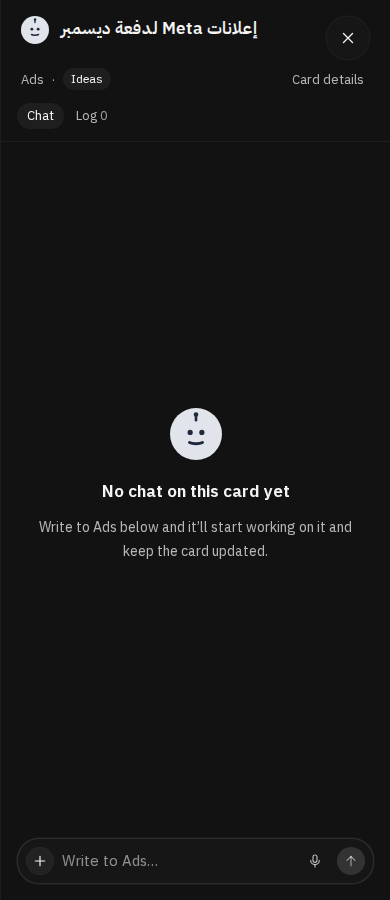 إعلانات Meta لدفعة ديسمبر
Ads · Ideas
Card details
Chat
Log 0
No chat on this card yet
Write to Ads below and it’ll start working on it and
keep the card updated.
Write to Ads…